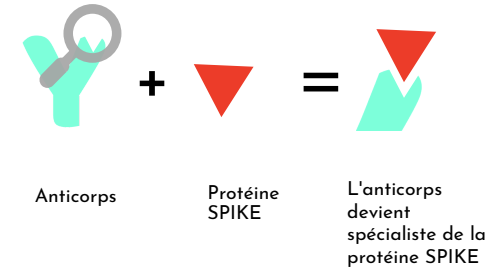 Anticorps
Protéine
SPIKE
L'anticorps
devient
spécialiste de la
protéine SPIKE